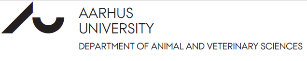 AARHUS
UNIVERSITY
DEPARTMENT OF ANIMAL AND VETERINARY SCIENCES